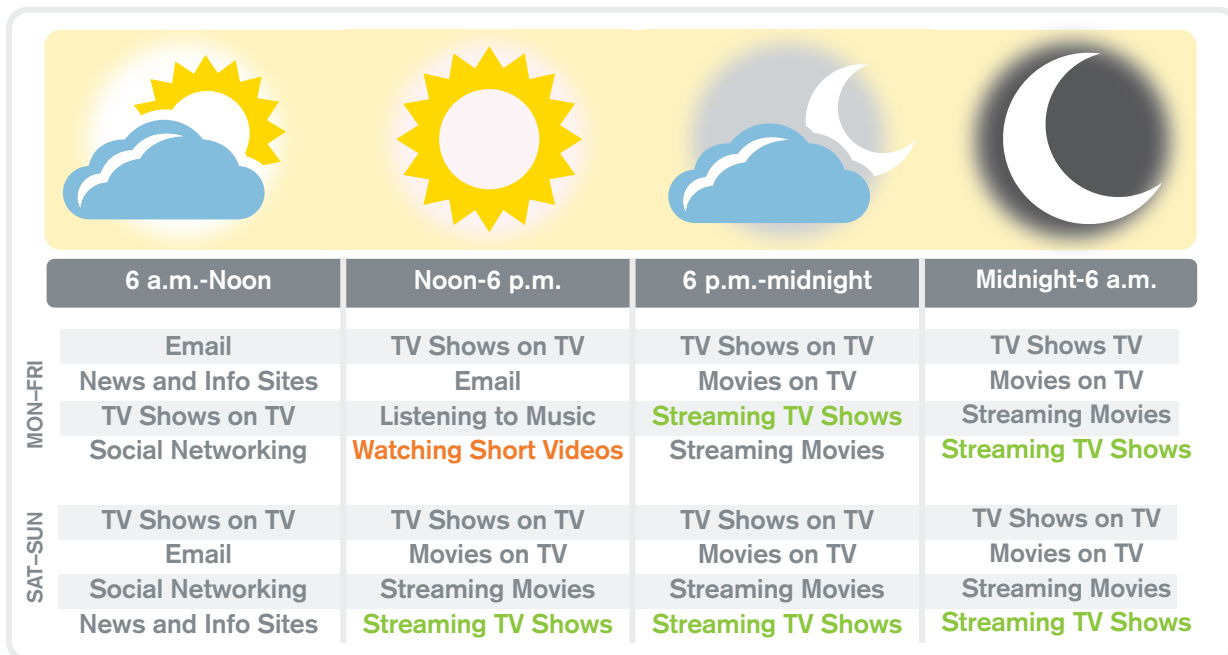 6 a.m.-Noon Noon-6 p.m. 6 p.m.-midnight Midnight-6 a.m.
MON–FRI
Email TV Shows on TV TV Shows on TV TV Shows TV
News and Info Sites Email Movies on TV Movies on TV
TV Shows on TV Listening to Music Streaming TV Shows Streaming Movies
Social Networking Watching Short Videos Streaming Movies Streaming TV Shows
SAT–SUN
TV Shows on TV TV Shows on TV TV Shows on TV TV Shows on TV
Email Movies on TV Movies on TV Movies on TV
Social Networking Streaming Movies Streaming Movies Streaming Movies
News and Info Sites Streaming TV Shows Streaming TV Shows Streaming TV Shows